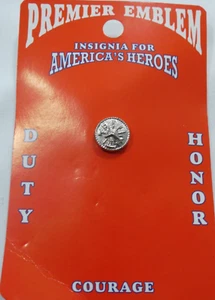 PREMIER EMBLEM
INSIGNIA FOR
AMERICA'S HEROES
DUTY
HONOR
COURAGE